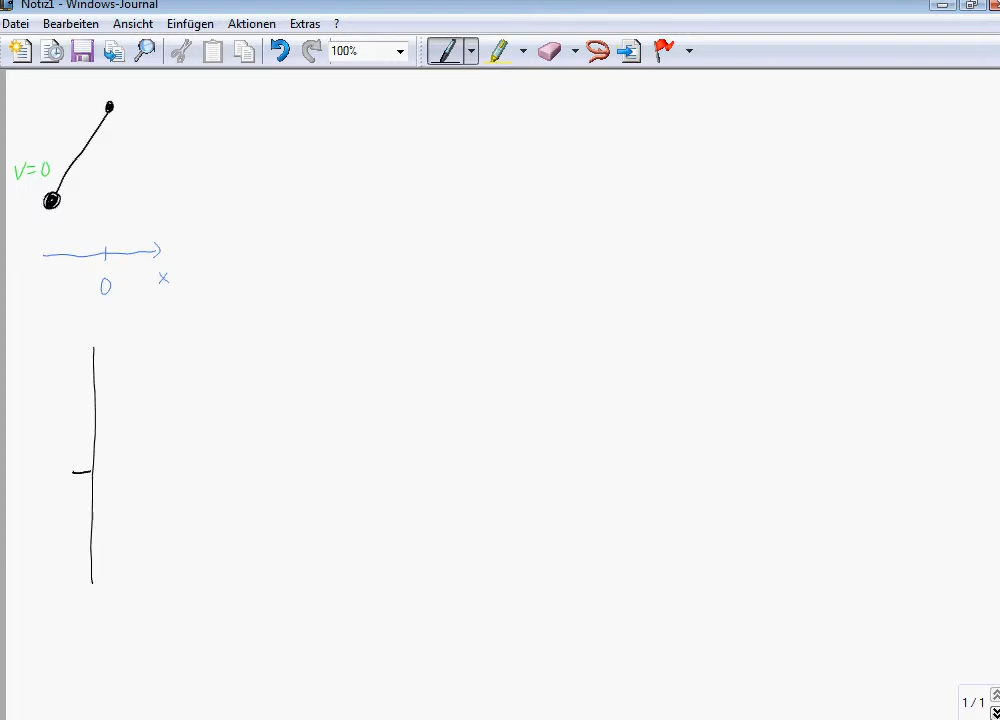 Notiz1 - Windows-Journal
Datei Bearbeiten Ansicht Einfügen Aktionen Extras ?
100%
V=0
0 x
1 / 1